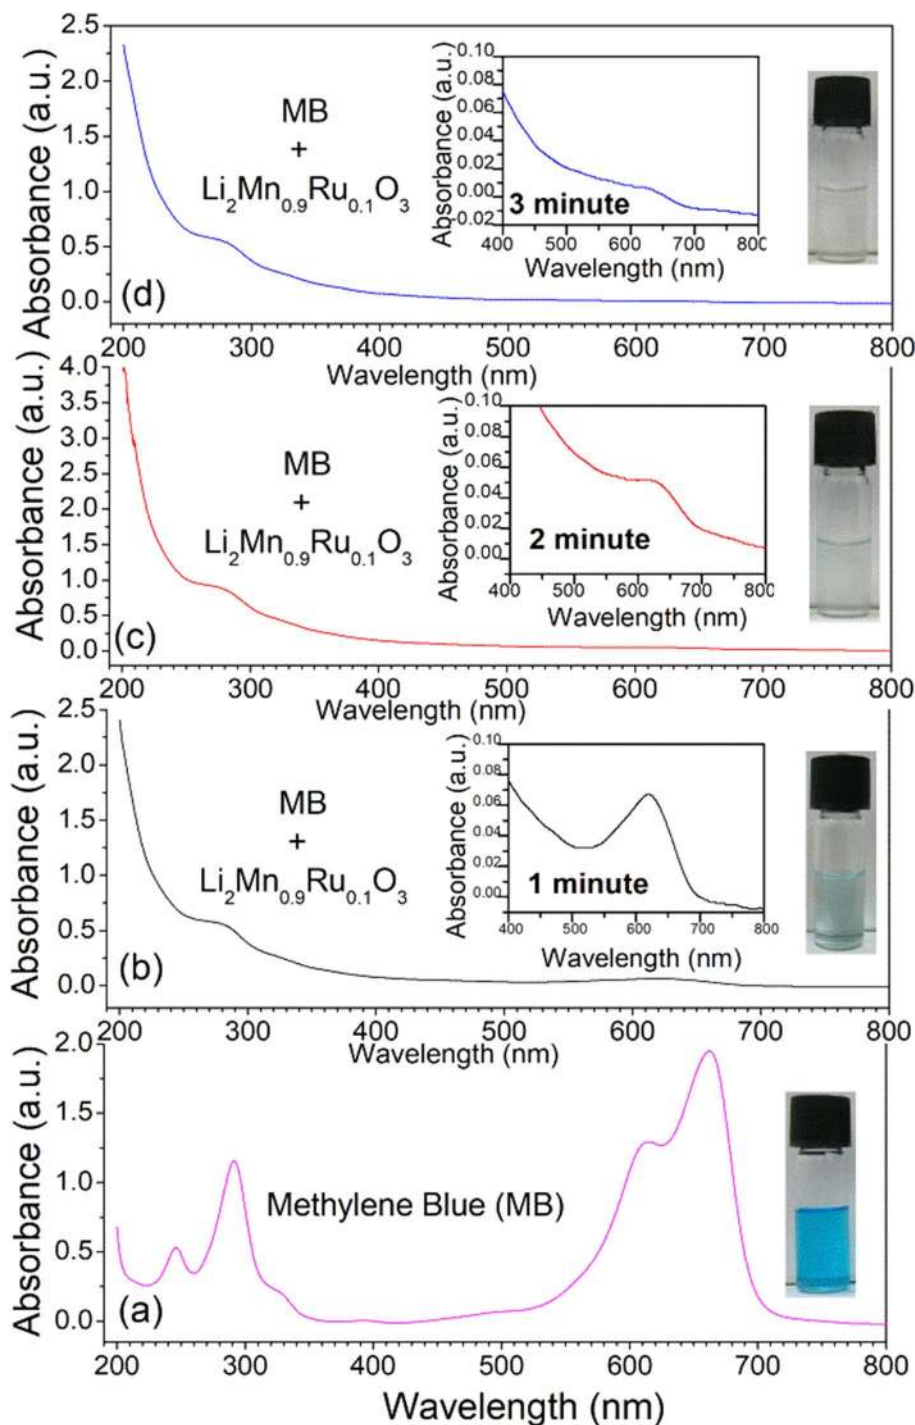 Absorbance (a.u.)
2.5
2.0
1.5
1.0
0.5
0.0
MB
+
Li₂Mn₀.₉Ru₀.₁O₃
(d)
Absorbance (a.u.)
0.10
0.08
0.06
0.04
0.02
0.00
-0.02
3 minute
400 500 600 700 800
Wavelength (nm)
200 300 400 500 600 700 800
Wavelength (nm)
Absorbance (a.u.)
4.0
3.5
3.0
2.5
2.0
1.5
1.0
0.5
0.0
MB
+
Li₂Mn₀.₉Ru₀.₁O₃
(c)
Absorbance (a.u.)
0.10
0.08
0.06
0.04
0.02
0.00
2 minute
400 500 600 700 800
Wavelength (nm)
200 300 400 500 600 700 800
Wavelength (nm)
Absorbance (a.u.)
2.5
2.0
1.5
1.0
0.5
0.0
MB
+
Li₂Mn₀.₉Ru₀.₁O₃
(b)
Absorbance (a.u.)
0.10
0.08
0.06
0.04
0.02
0.00
1 minute
400 500 600 700 800
Wavelength (nm)
200 300 400 500 600 700 800
Wavelength (nm)
Absorbance (a.u.)
2.0
1.5
1.0
0.5
0.0
Methylene Blue (MB)
(a)
200 300 400 500 600 700 800
Wavelength (nm)